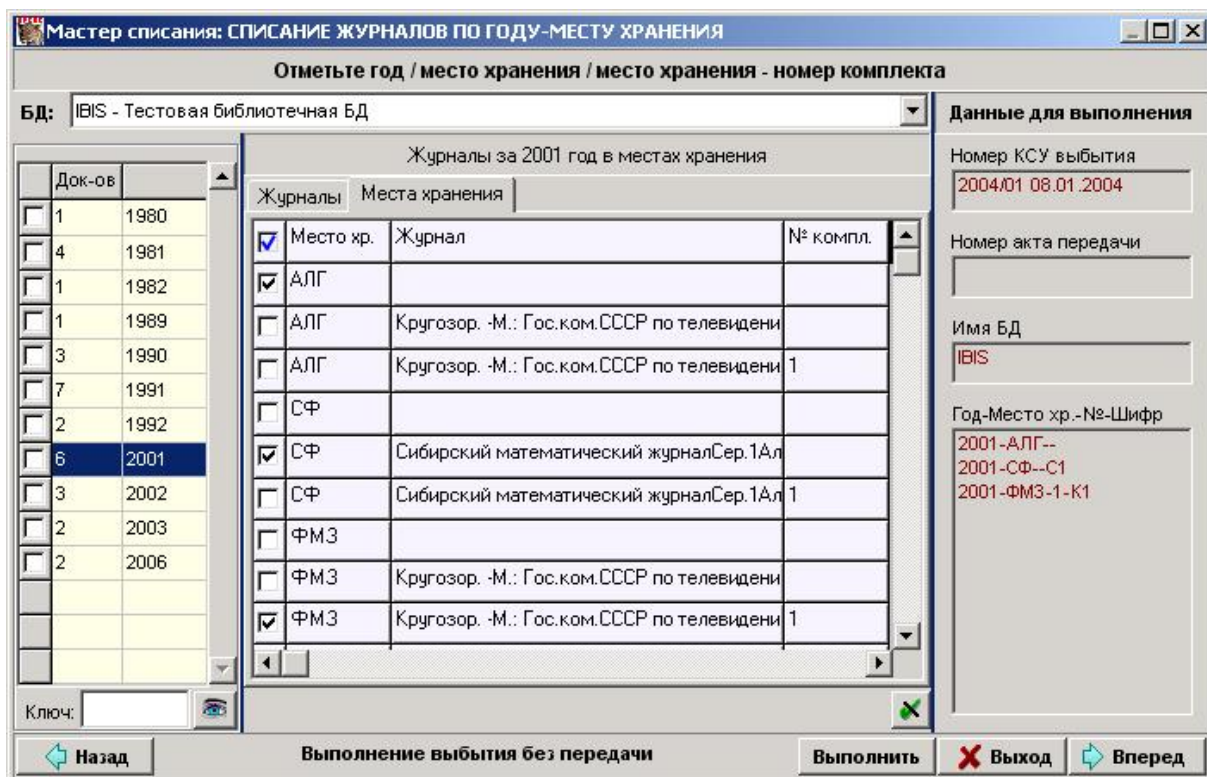 Мастер списания: СПИСАНИЕ ЖУРНАЛОВ ПО ГОДУ-МЕСТУ ХРАНЕНИЯ
Отметьте год / место хранения / место хранения - номер комплекта
БД: IBIS - Тестовая библиотечная БД
Док-ов
1 1980
4 1981
1 1982
1 1989
3 1990
7 1991
2 1992
6 2001
3 2002
2 2003
2 2006
Ключ:
Журналы за 2001 год в местах хранения
Журналы Места хранения
Место хр. Журнал № компл.
АЛГ
АЛГ Кругозор. -М.: Гос.ком.СССР по телевидени
АЛГ Кругозор. -М.: Гос.ком.СССР по телевидени 1
СФ
СФ Сибирский математический журналСер.1Ал
СФ Сибирский математический журналСер.1Ал 1
ФМЗ
ФМЗ Кругозор. -М.: Гос.ком.СССР по телевидени
ФМЗ Кругозор. -М.: Гос.ком.СССР по телевидени 1
Данные для выполнения
Номер КСУ выбытия
2004/01 08.01.2004
Номер акта передачи
Имя БД
IBIS
Год-Место хр.-№-Шифр
2001-АЛГ--
2001-СФ--С1
2001-ФМЗ-1-К1
Назад Выполнение выбытия без передачи Выполнить Выход Вперед